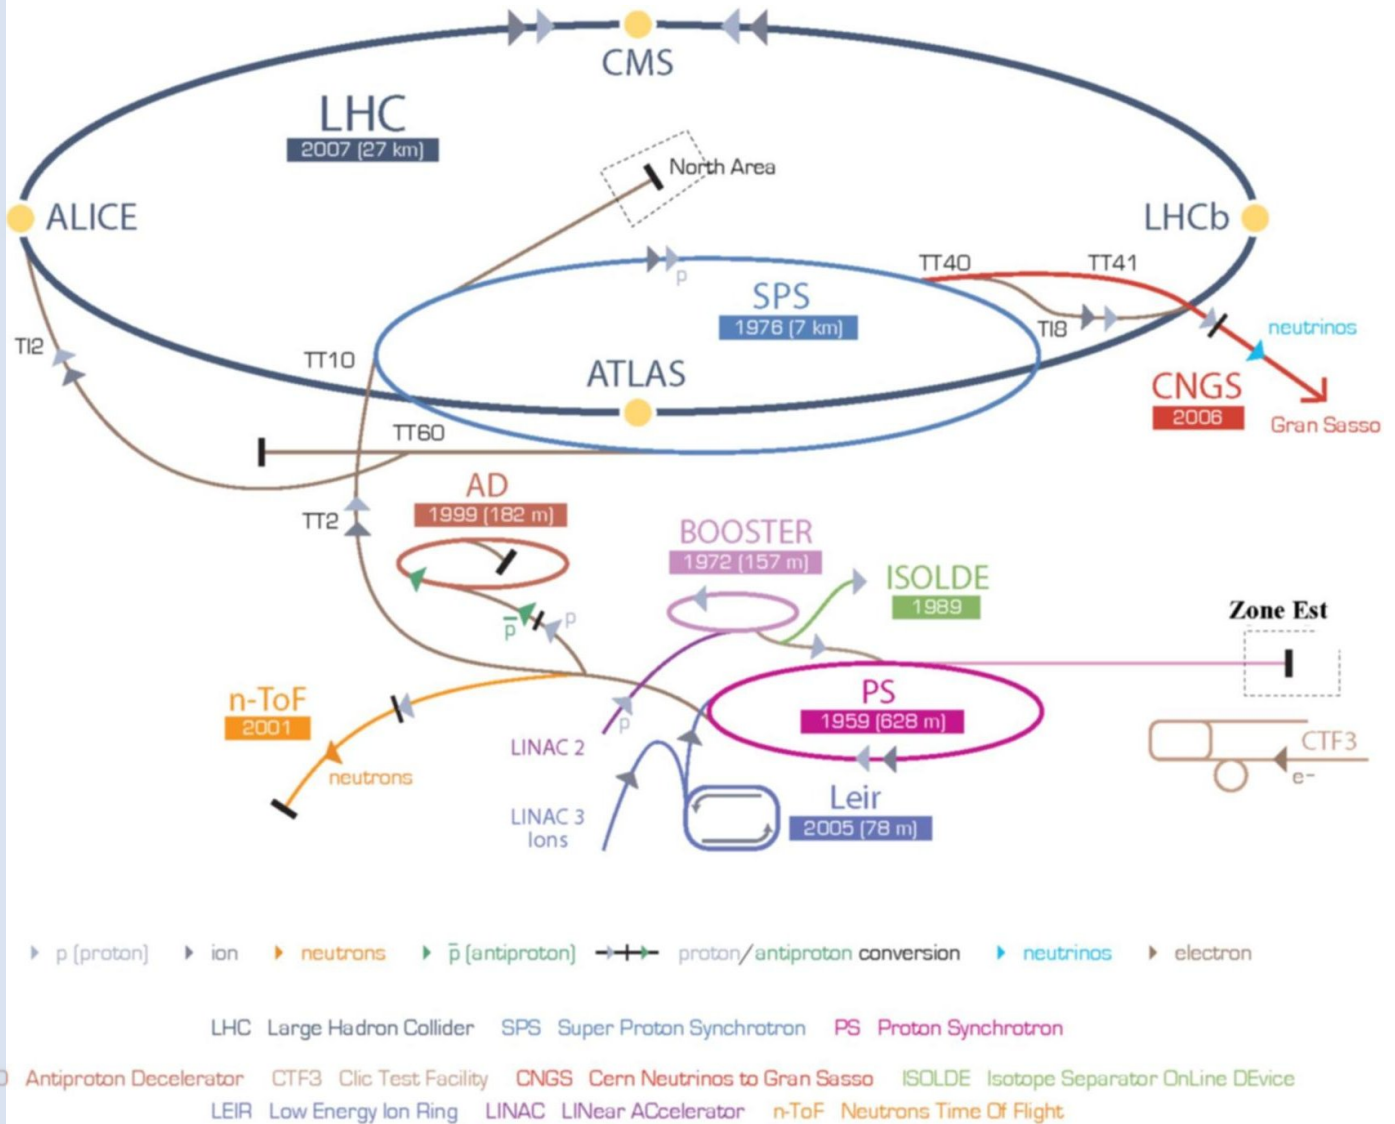 CMS
LHC
2007 (27 km)
North Area
ALICE
LHCb
TT40
TT41
p
SPS
1976 (7 km)
TI8
neutrinos
TI2
TT10
ATLAS
CNGS
2006
Gran Sasso
TT60
AD
1999 (182 m)
TT2
BOOSTER
1972 (157 m)
ISOLDE
1989
Zone Est
p̄
p
PS
1959 (628 m)
n-ToF
2001
p
LINAC 2
neutrons
CTF3
e-
Leir
2005 (78 m)
LINAC 3
Ions
p (proton) ion neutrons p̄ (antiproton) proton/antiproton conversion neutrinos electron
LHC Large Hadron Collider SPS Super Proton Synchrotron PS Proton Synchrotron
Antiproton Decelerator CTF3 Clic Test Facility CNGS Cern Neutrinos to Gran Sasso ISOLDE Isotope Separator OnLine DEvice
LEIR Low Energy Ion Ring LINAC LINear ACcelerator n-ToF Neutrons Time Of Flight